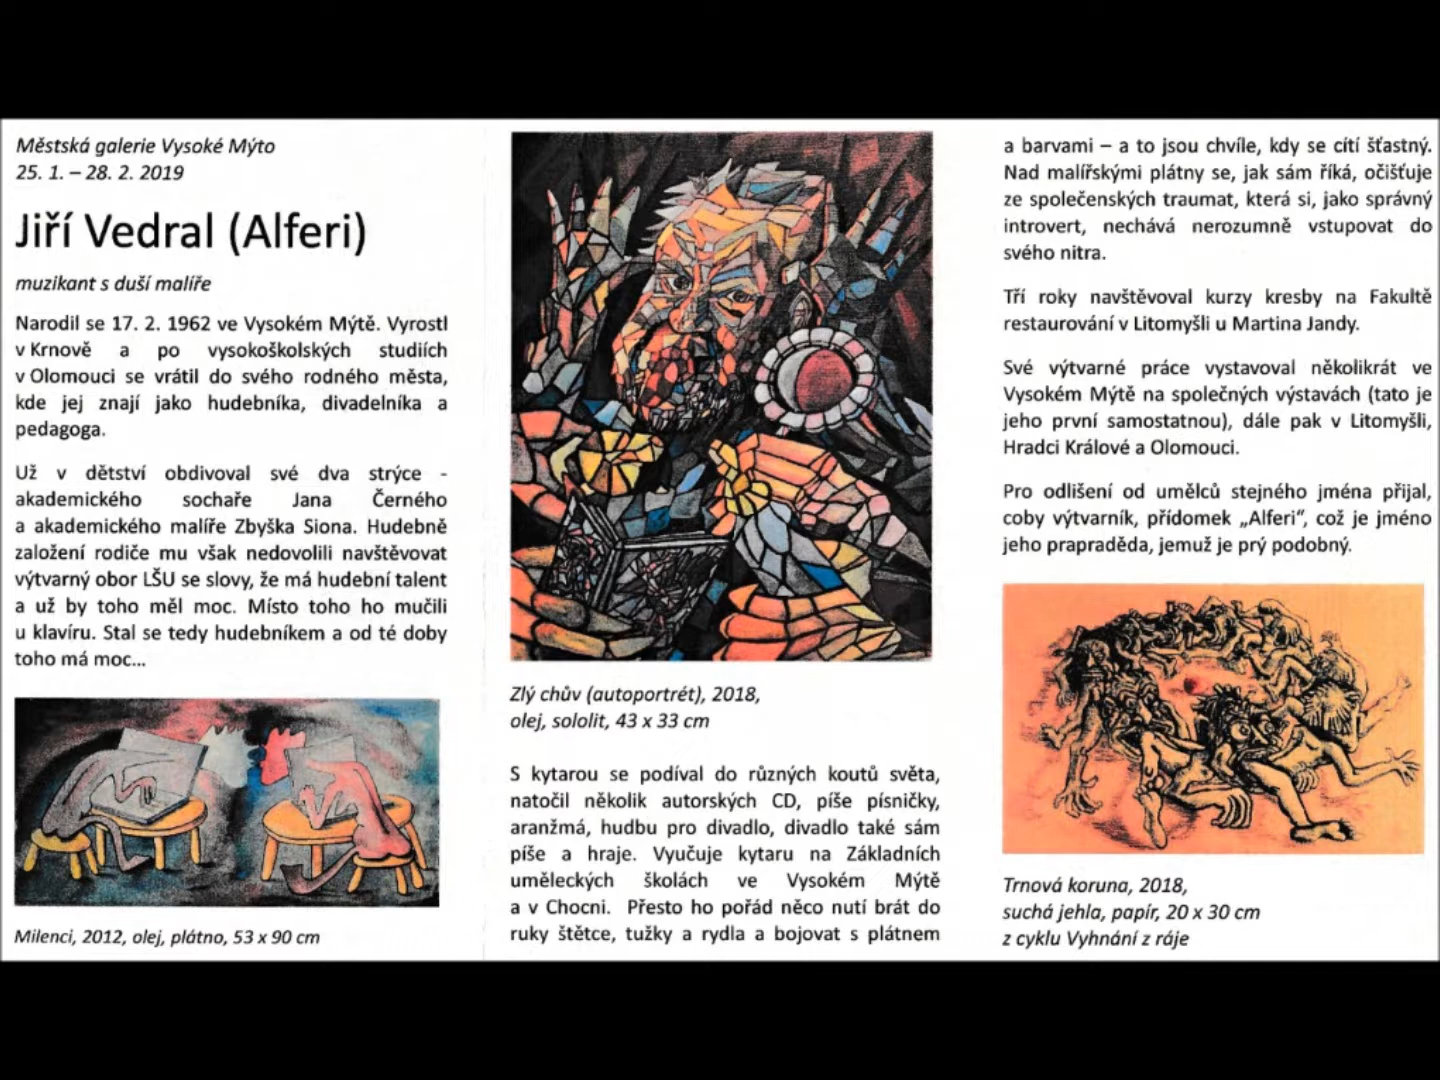 Městská galerie Vysoké Mýto
25. 1. – 28. 2. 2019
Jiří Vedral (Alferi)
muzikant s duší malíře
Narodil se 17. 2. 1962 ve Vysokém Mýtě. Vyrostl
v Krnově a po vysokoškolských studiích
v Olomouci se vrátil do svého rodného města,
kde jej znají jako hudebníka, divadelníka a
pedagoga.
Už v dětství obdivoval své dva strýce -
akademického sochaře Jana Černého
a akademického malíře Zbyška Siona. Hudebně
založení rodiče mu však nedovolili navštěvovat
výtvarný obor LŠU se slovy, že má hudební talent
a už by toho měl moc. Místo toho ho mučili
u klavíru. Stal se tedy hudebníkem a od té doby
toho má moc...
Milenci, 2012, olej, plátno, 53 x 90 cm
Zlý chův (autoportrét), 2018,
olej, sololit, 43 x 33 cm
S kytarou se podíval do různých koutů světa,
natočil několik autorských CD, píše písničky,
aranžmá, hudbu pro divadlo, divadlo také sám
píše a hraje. Vyučuje kytaru na Základních
uměleckých školách ve Vysokém Mýtě
a v Chocni. Přesto ho pořád něco nutí brát do
ruky štětce, tužky a rydla a bojovat s plátnem
a barvami – a to jsou chvíle, kdy se cítí šťastný.
Nad malířskými plátny se, jak sám říká, očišťuje
ze společenských traumat, která si, jako správný
introvert, nechává nerozumně vstupovat do
svého nitra.
Tři roky navštěvoval kurzy kresby na Fakultě
restaurování v Litomyšli u Martina Jandy.
Své výtvarné práce vystavoval několikrát ve
Vysokém Mýtě na společných výstavách (tato je
jeho první samostatnou), dále pak v Litomyšli,
Hradci Králové a Olomouci.
Pro odlišení od umělců stejného jména přijal,
coby výtvarník, přídomek „Alferi“, což je jméno
jeho prapraděda, jemuž je prý podobný.
Trnová koruna, 2018,
suchá jehla, papír, 20 x 30 cm
z cyklu Vyhnání z ráje